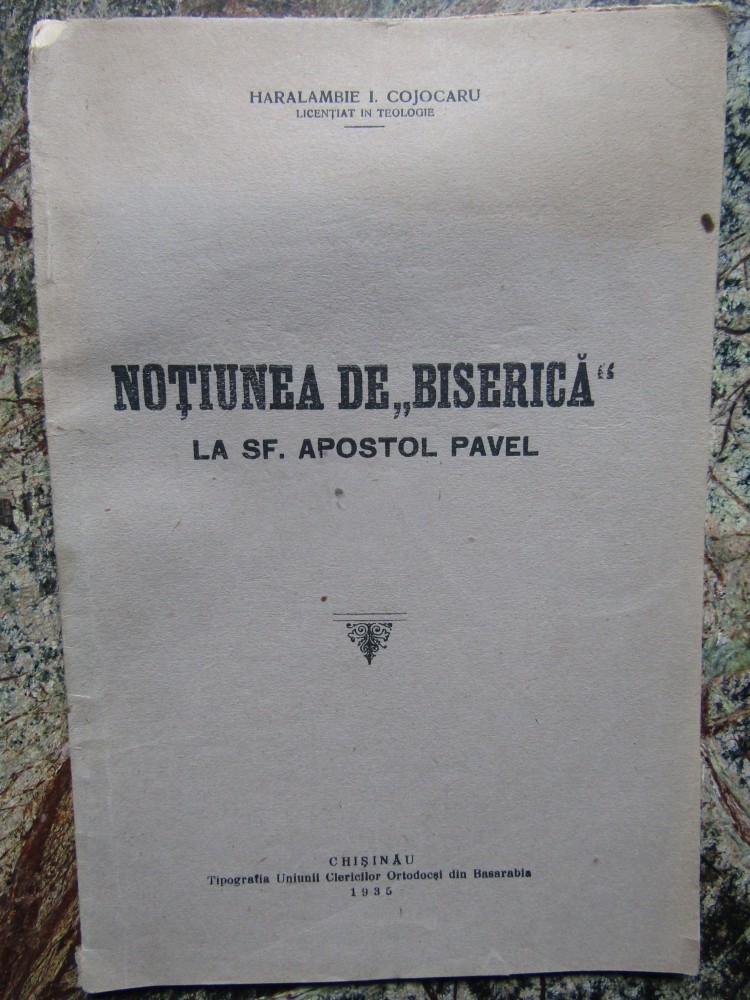 HARALAMBIE I. COJOCARU
LICENȚIAT IN TEOLOGIE
NOȚIUNEA DE „BISERICĂ“
LA SF. APOSTOL PAVEL
CHIȘINĂU
Tipografia Uniunii Clericilor Ortodocși din Basarabia
1935